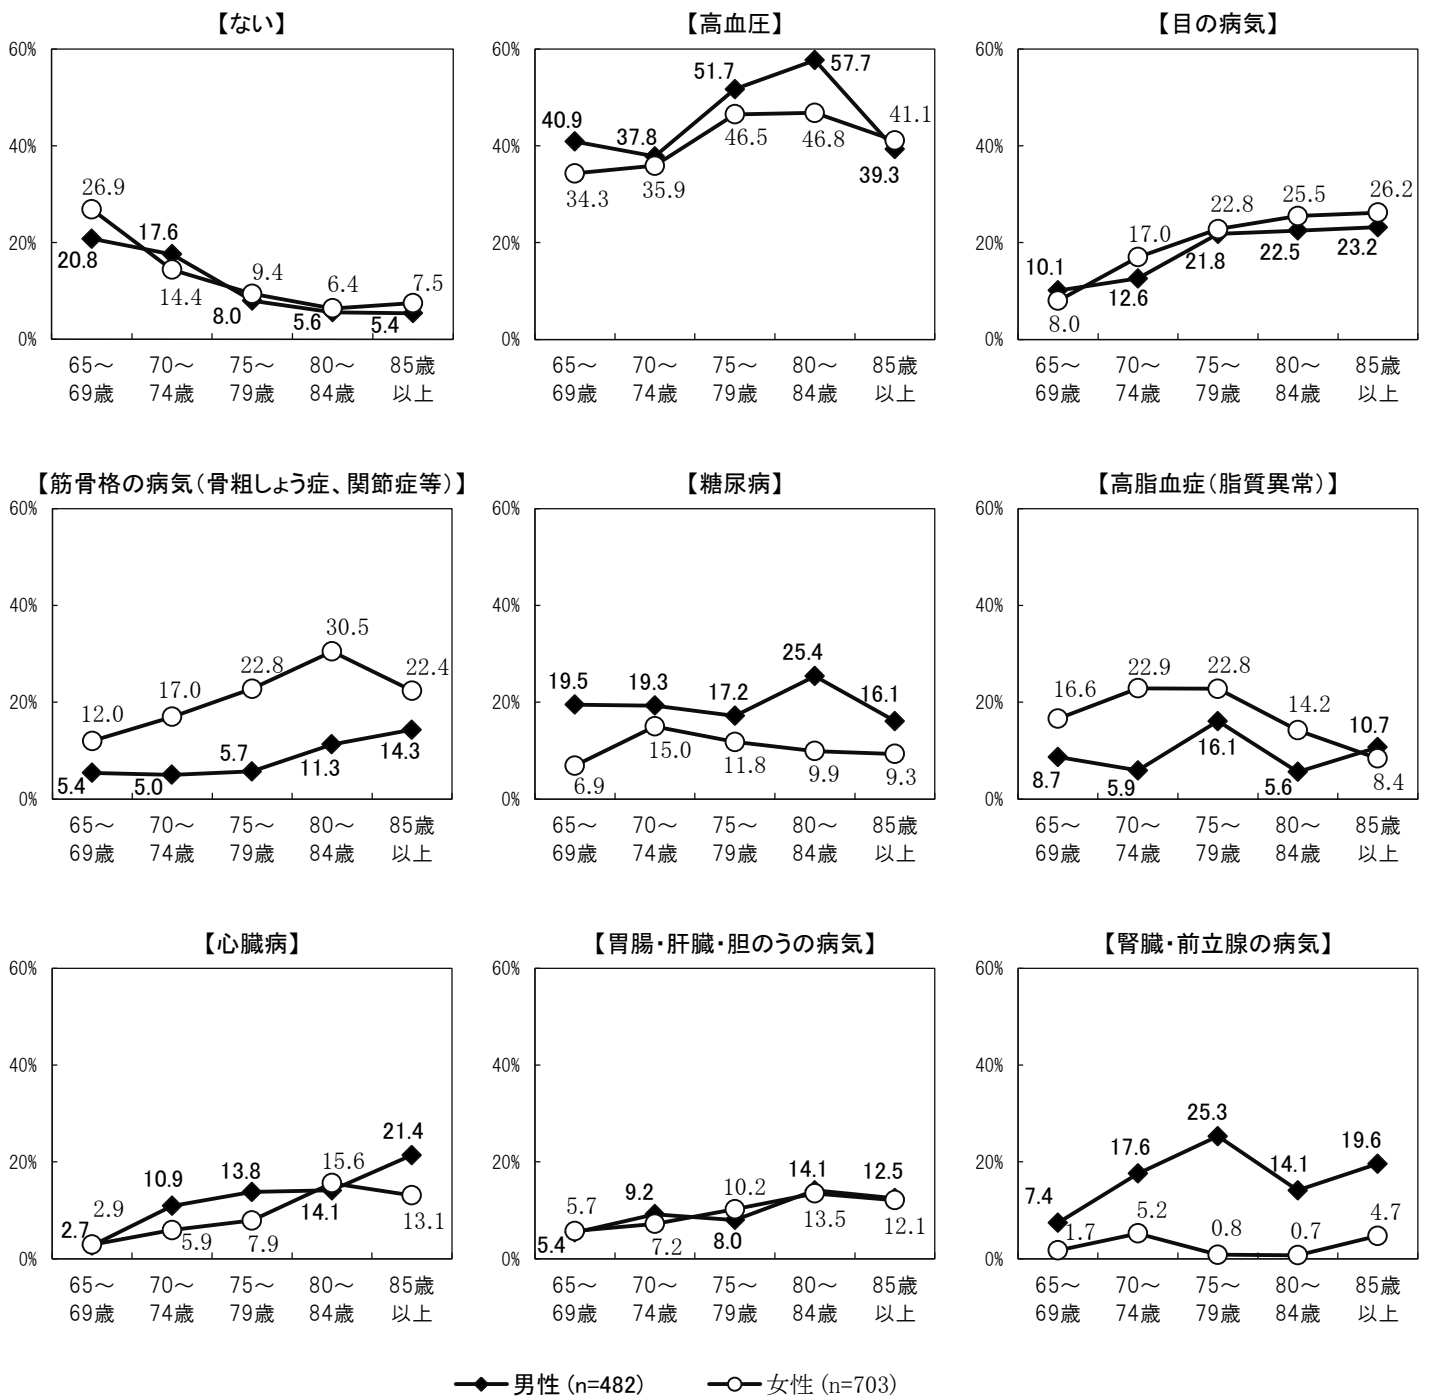 【ない】
60%
40%
20%
0%
26.9
20.8
17.6
14.4
9.4
8.0
6.4
5.6
7.5
5.4
65～
69歳
70～
74歳
75～
79歳
80～
84歳
85歳
以上
【高血圧】
60%
40%
20%
0%
40.9
34.3
37.8
35.9
51.7
46.5
57.7
46.8
41.1
39.3
65～
69歳
70～
74歳
75～
79歳
80～
84歳
85歳
以上
【目の病気】
60%
40%
20%
0%
10.1
8.0
17.0
12.6
22.8
21.8
25.5
22.5
26.2
23.2
65～
69歳
70～
74歳
75～
79歳
80～
84歳
85歳
以上
【筋骨格の病気（骨粗しょう症、関節症等）】
60%
40%
20%
0%
12.0
5.4
17.0
5.0
22.8
5.7
30.5
11.3
22.4
14.3
65～
69歳
70～
74歳
75～
79歳
80～
84歳
85歳
以上
【糖尿病】
60%
40%
20%
0%
19.5
6.9
19.3
15.0
17.2
11.8
25.4
9.9
16.1
9.3
65～
69歳
70～
74歳
75～
79歳
80～
84歳
85歳
以上
【高脂血症（脂質異常）】
60%
40%
20%
0%
16.6
8.7
22.9
5.9
22.8
16.1
14.2
5.6
10.7
8.4
65～
69歳
70～
74歳
75～
79歳
80～
84歳
85歳
以上
【心臓病】
60%
40%
20%
0%
2.9
2.7
10.9
5.9
13.8
7.9
15.6
14.1
21.4
13.1
65～
69歳
70～
74歳
75～
79歳
80～
84歳
85歳
以上
【胃腸・肝臓・胆のうの病気】
60%
40%
20%
0%
5.7
5.4
9.2
7.2
10.2
8.0
14.1
13.5
12.5
12.1
65～
69歳
70～
74歳
75～
79歳
80～
84歳
85歳
以上
【腎臓・前立腺の病気】
60%
40%
20%
0%
7.4
1.7
17.6
5.2
25.3
0.8
14.1
0.7
19.6
4.7
65～
69歳
70～
74歳
75～
79歳
80～
84歳
85歳
以上
男性 (n=482) 女性 (n=703)